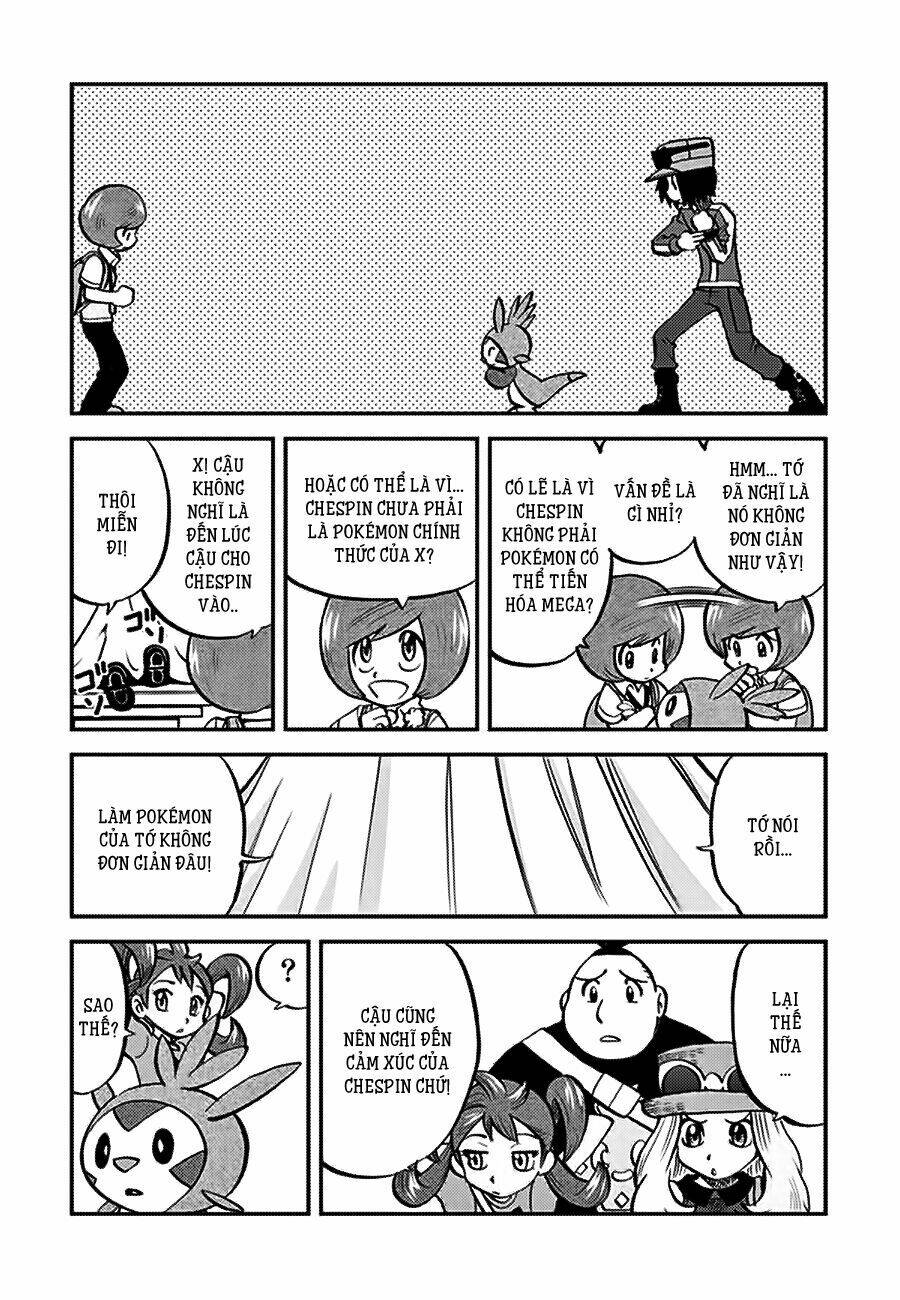 HMM... TỚ
ĐÃ NGHĨ LÀ
NÓ KHÔNG
ĐƠN GIẢN
NHƯ VẬY!
VẤN ĐỀ LÀ
GÌ NHỈ?
CÓ LẼ LÀ VÌ
CHESPIN
KHÔNG PHẢI
POKÉMON CÓ
THỂ TIẾN
HÓA MEGA?
HOẶC CÓ THỂ LÀ VÌ...
CHESPIN CHƯA PHẢI
LÀ POKÉMON CHÍNH
THỨC CỦA X?
X! CẬU
KHÔNG
NGHĨ LÀ
ĐẾN LÚC
CẬU CHO
CHESPIN
VÀO..
THÔI
MIỄN
ĐI!
ゴソ
ゴソ
TỚ NÓI
RỒI...
LÀM POKÉMON
CỦA TỚ KHÔNG
ĐƠN GIẢN ĐÂU!
LẠI
THẾ
NỮA
...
CẬU CŨNG
NÊN NGHĨ ĐẾN
CẢM XÚC CỦA
CHESPIN CHỨ!
?
SAO
THẾ?